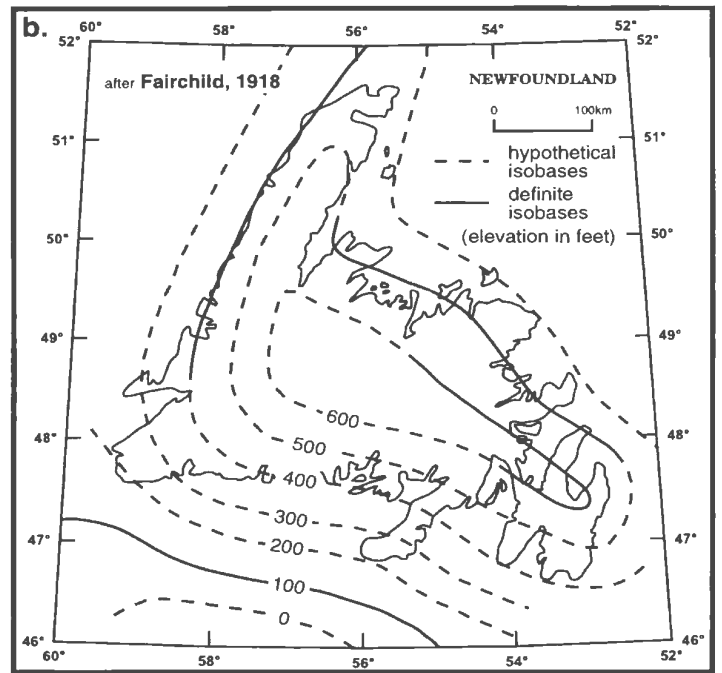 b.
60° 58° 56° 54° 52°
52° 52°
after Fairchild, 1918
NEWFOUNDLAND
0 100km
hypothetical
isobases
definite
isobases
(elevation in feet)
51° 51°
50° 50°
49° 49°
48° 48°
47° 47°
46° 46°
600
500
400
300
200
100
0
60° 58° 56° 54° 52°